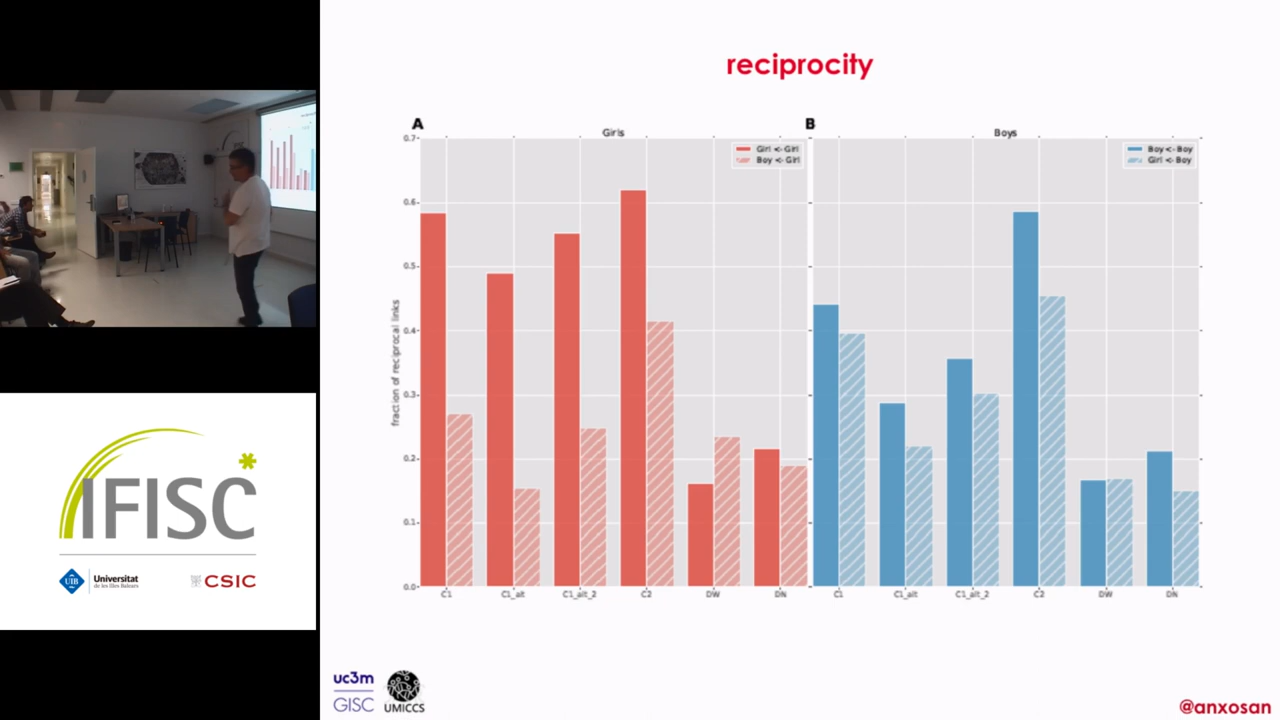 reciprocity
A
Girls
B
Boys
Girl <- Girl
Boy <- Girl
Boy <- Boy
Girl <- Boy
fraction of reciprocal links
0.7
0.6
0.5
0.4
0.3
0.2
0.1
0.0
C1
C1_alt
C1_alt_2
C2
DW
DN
C1
C1_alt
C1_alt_2
C2
DW
DN
IFISC
UIB
Universitat
de les Illes Balears
CSIC
uc3m
GISC
UMICCS
@anxosan